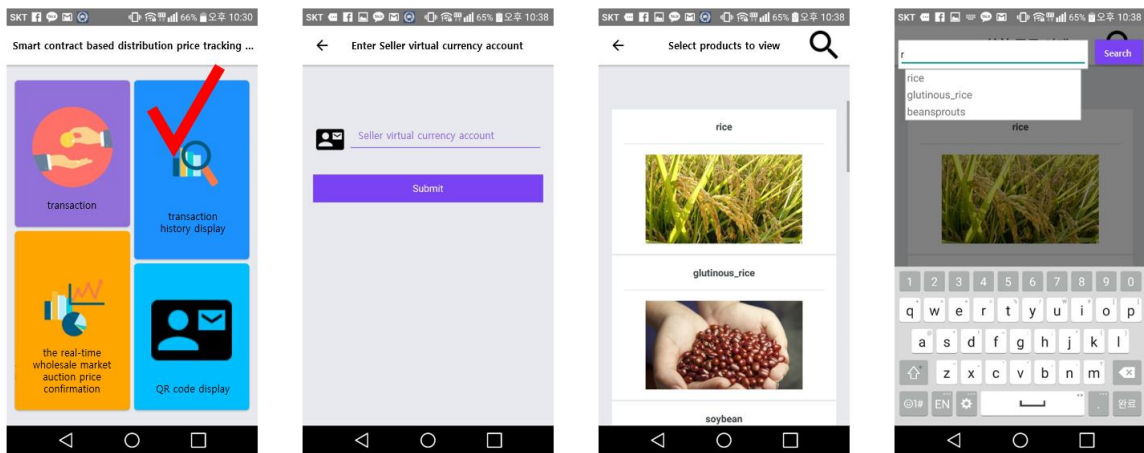 SKT 66% 오후 10:30
Smart contract based distribution price tracking ...
transaction
transaction
history display
the real-time
wholesale market
auction price
confirmation
QR code display
SKT 65% 오후 10:38
Enter Seller virtual currency account
Seller virtual currency account
Submit
SKT 65% 오후 10:38
Select products to view
rice
glutinous_rice
soybean
SKT 65% 오후 10:38
r
Search
rice
glutinous_rice
beansprouts
rice
1 2 3 4 5 6 7 8 9 0
q w e r t y u i o p
a s d f g h j k l
z x c v b n m
☺1# EN . 완료